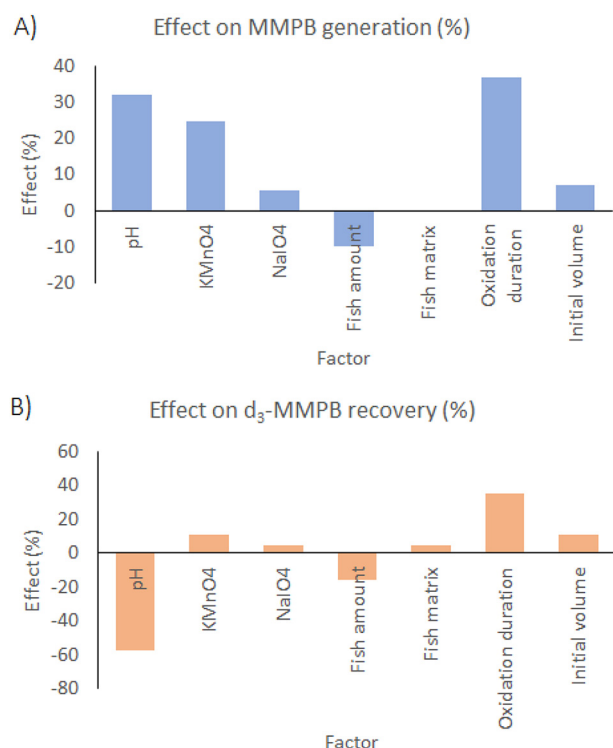 A)
Effect on MMPB generation (%)
40
30
20
10
0
-10
-20
Effect (%)
pH
KMnO4
NaIO4
Fish amount
Fish matrix
Oxidation
duration
Initial volume
Factor
B)
Effect on d₃-MMPB recovery (%)
60
40
20
0
-20
-40
-60
-80
Effect (%)
pH
KMnO4
NaIO4
Fish amount
Fish matrix
Oxidation duration
Initial volume
Factor